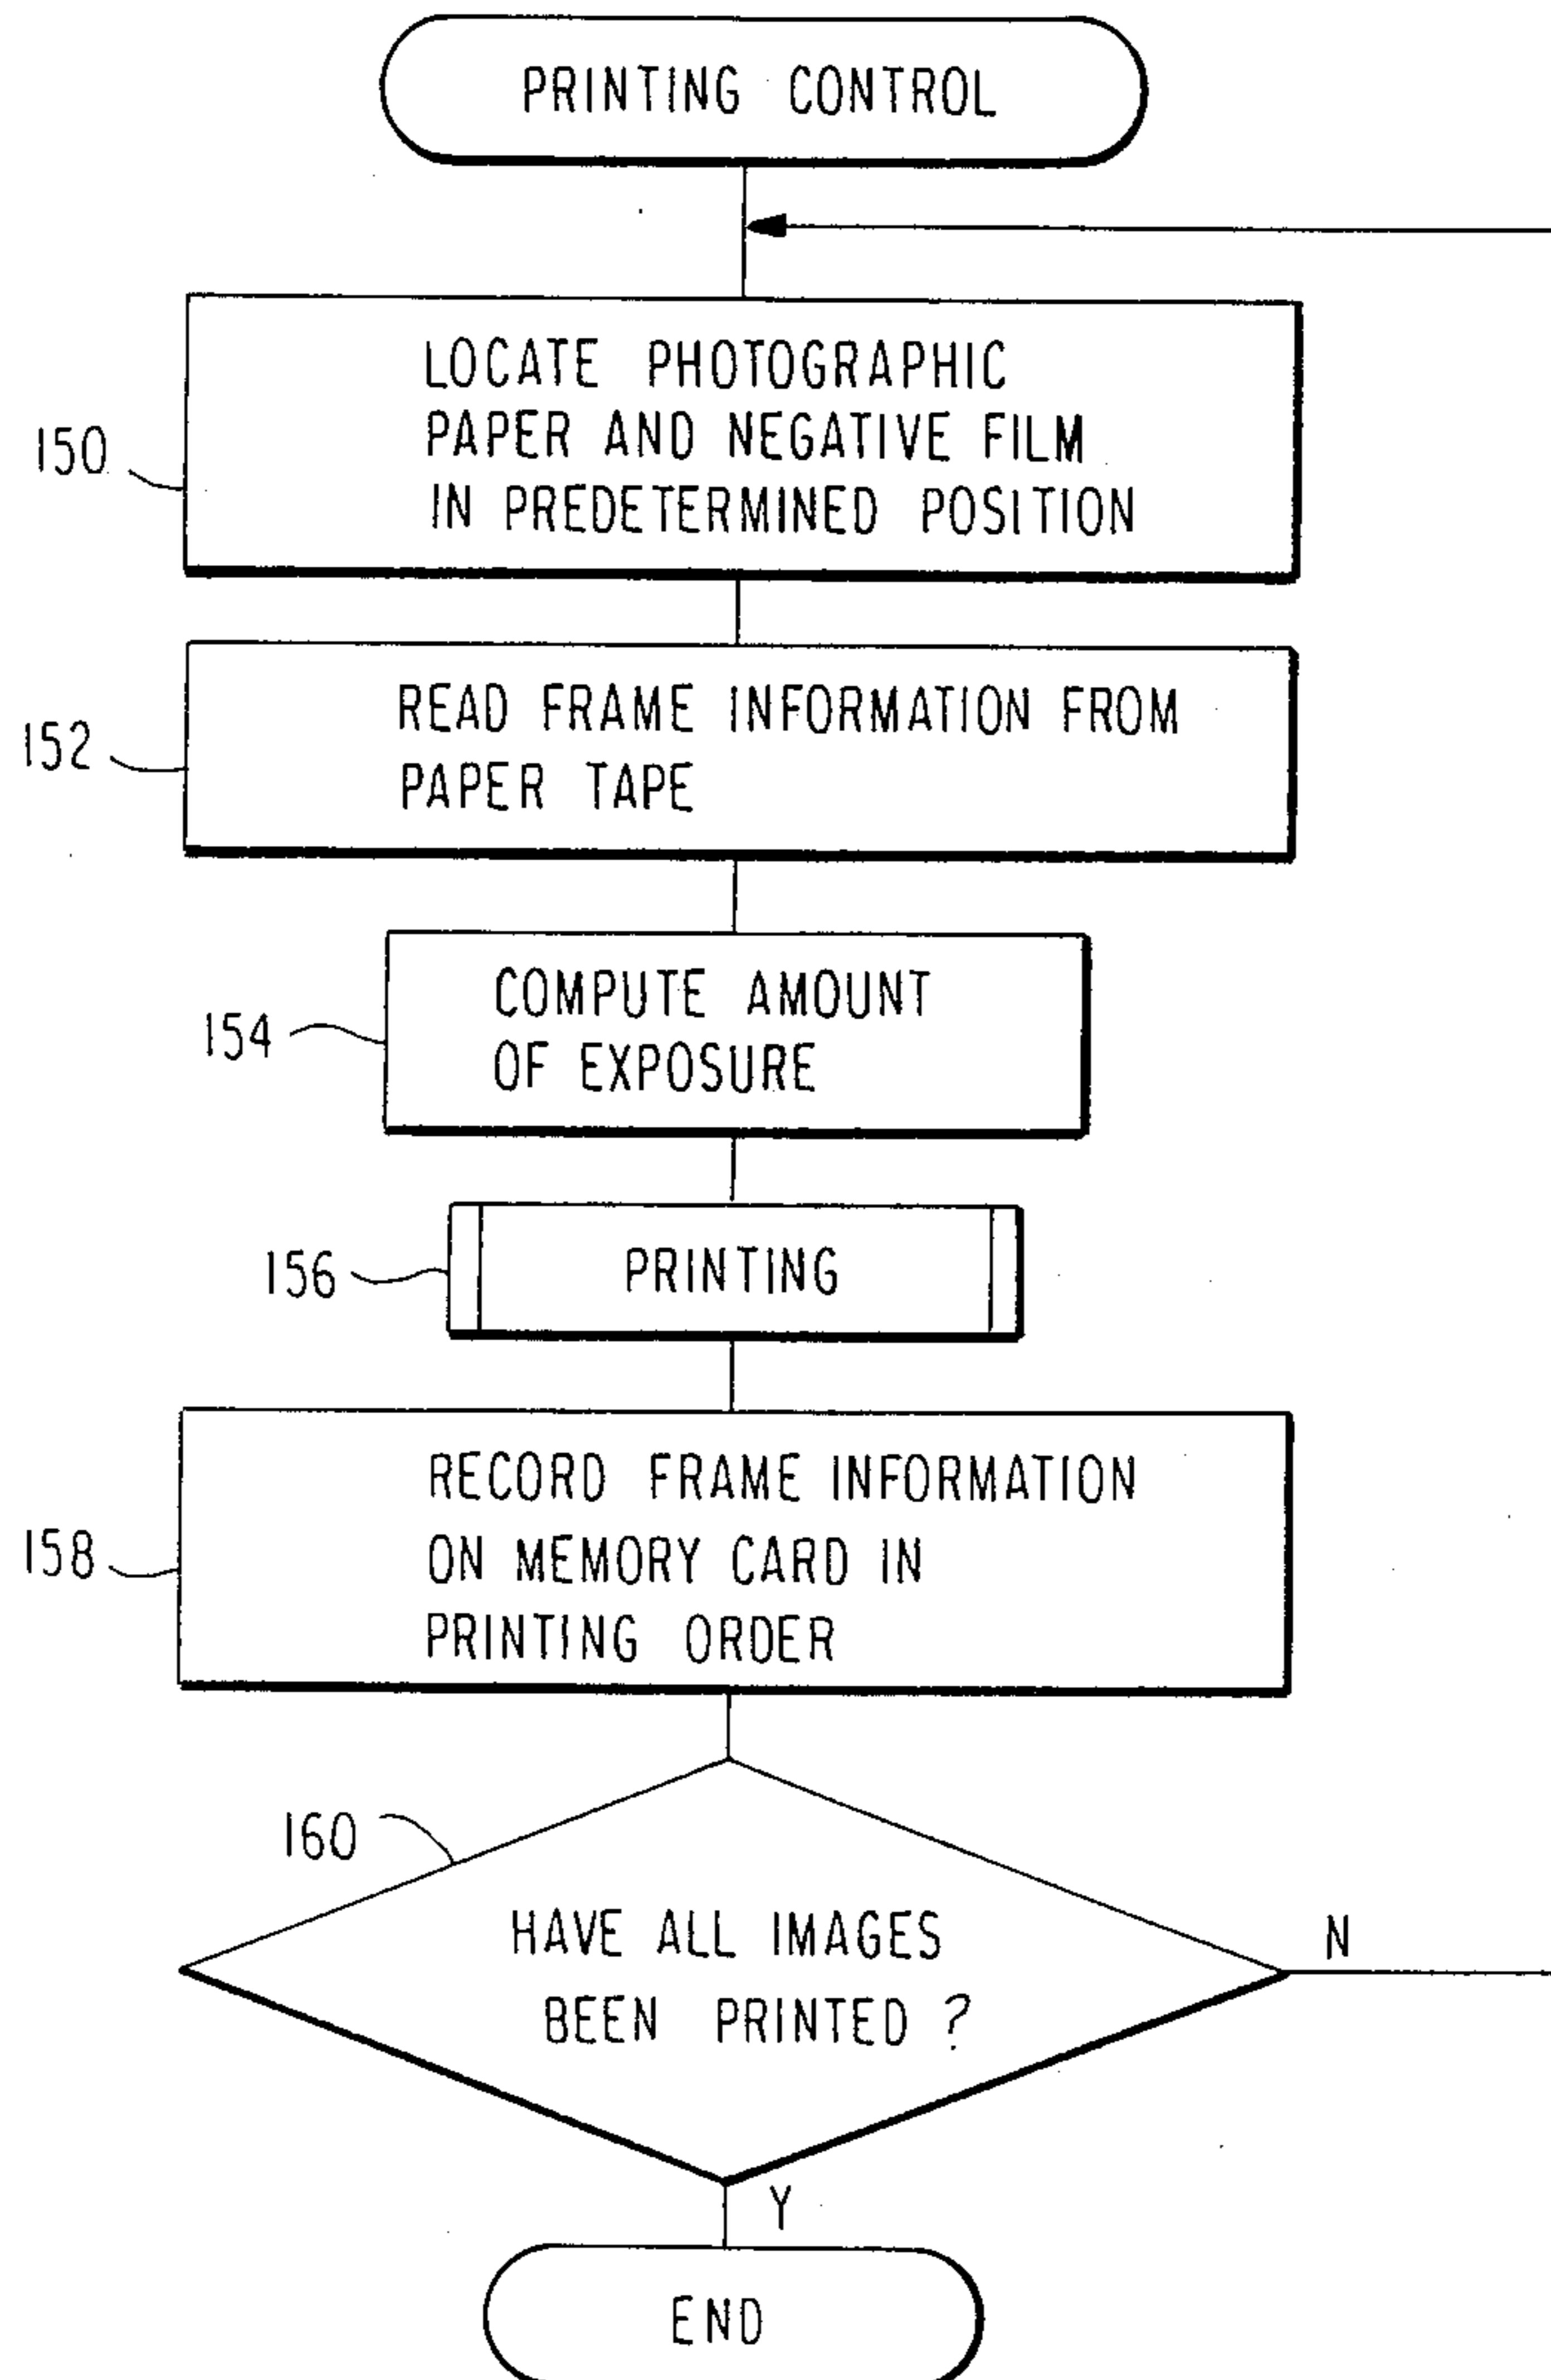 PRINTING CONTROL
LOCATE PHOTOGRAPHIC
PAPER AND NEGATIVE FILM
IN PREDETERMINED POSITION
150
READ FRAME INFORMATION FROM
PAPER TAPE
152
COMPUTE AMOUNT
OF EXPOSURE
154
PRINTING
156
RECORD FRAME INFORMATION
ON MEMORY CARD IN
PRINTING ORDER
158
160
HAVE ALL IMAGES
BEEN PRINTED ?
N
Y
END